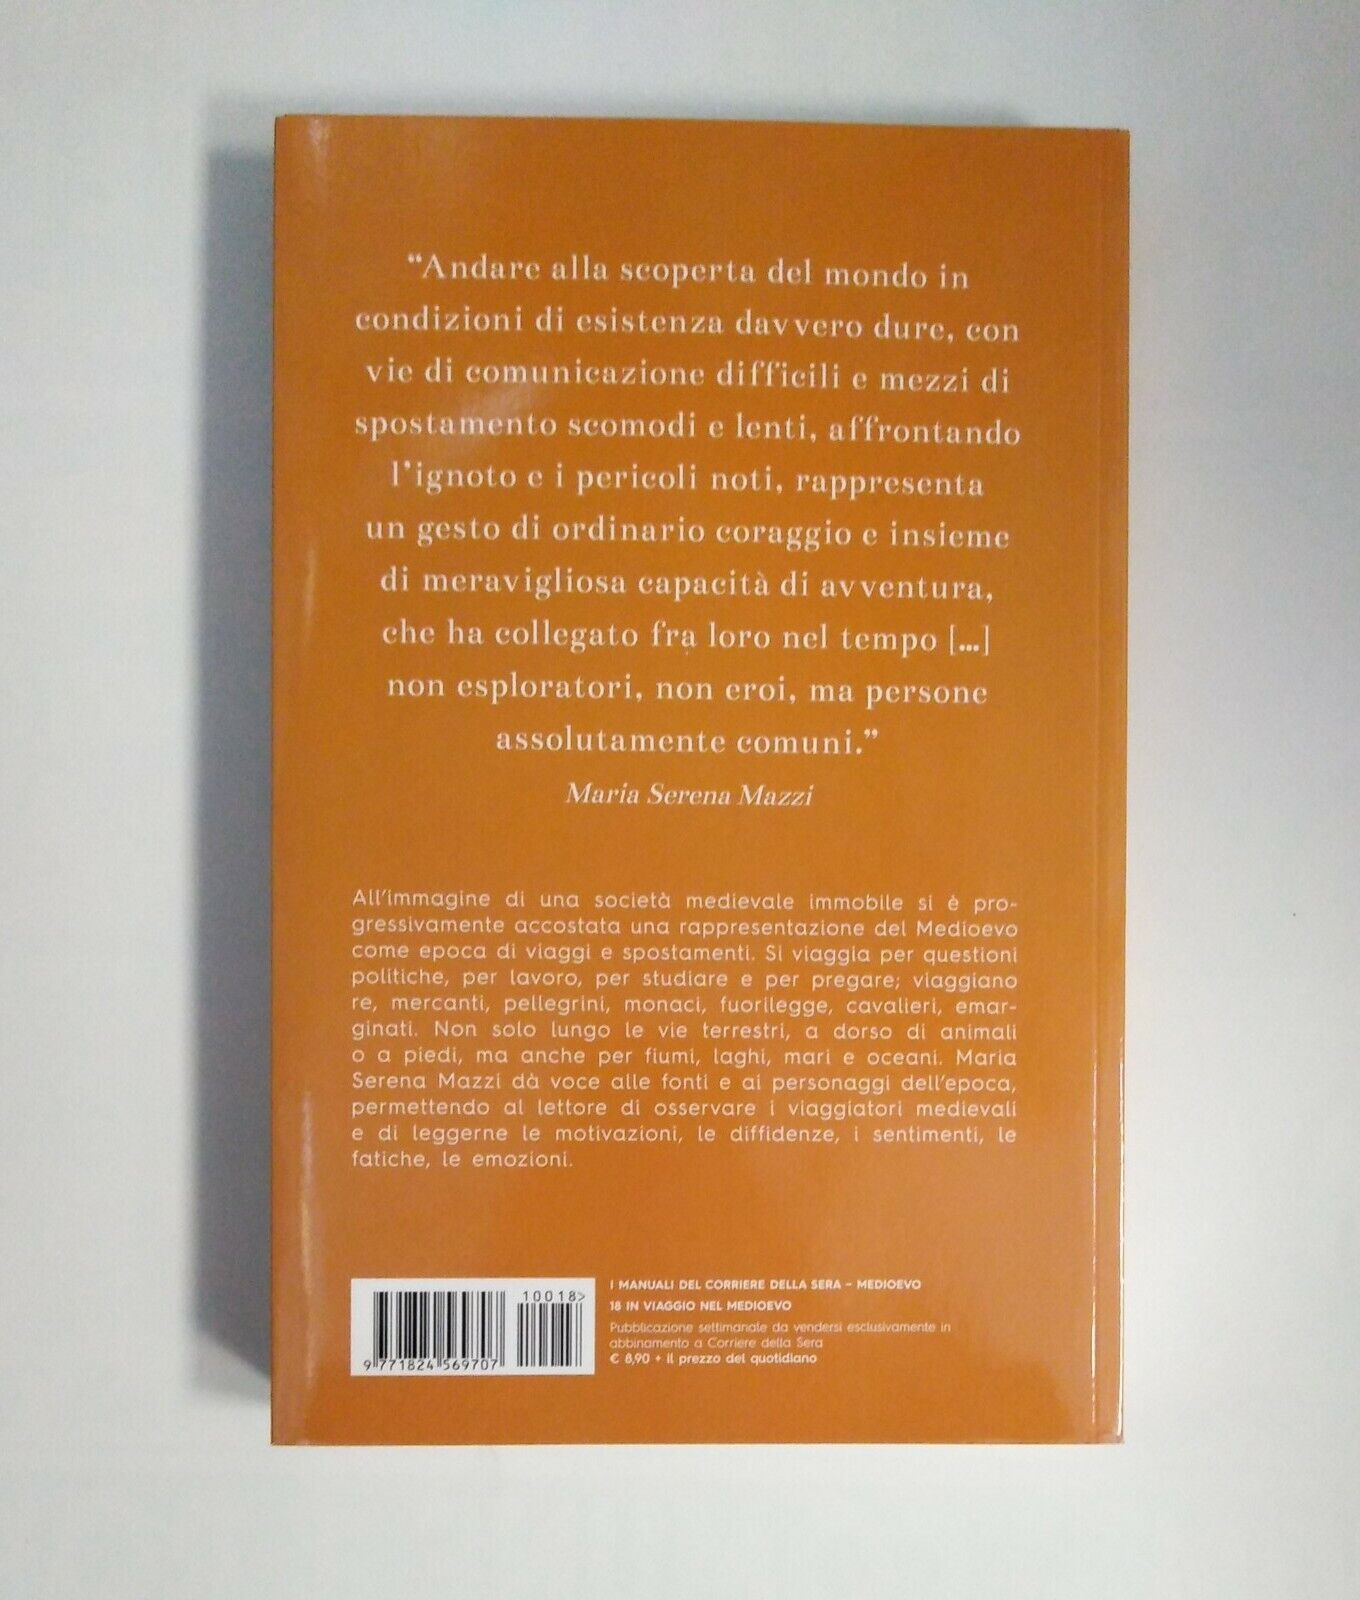 “Andare alla scoperta del mondo in
condizioni di esistenza davvero dure, con
vie di comunicazione difficili e mezzi di
spostamento scomodi e lenti, affrontando
l’ignoto e i pericoli noti, rappresenta
un gesto di ordinario coraggio e insieme
di meravigliosa capacità di avventura,
che ha collegato fra loro nel tempo [...]
non esploratori, non eroi, ma persone
assolutamente comuni.”
Maria Serena Mazzi
All’immagine di una società medievale immobile si è pro-
gressivamente accostata una rappresentazione del Medioevo
come epoca di viaggi e spostamenti. Si viaggia per questioni
politiche, per lavoro, per studiare e per pregare; viaggiano
re, mercanti, pellegrini, monaci, fuorilegge, cavalieri, emar-
ginati. Non solo lungo le vie terrestri, a dorso di animali
o a piedi, ma anche per fiumi, laghi, mari e oceani. Maria
Serena Mazzi dà voce alle fonti e ai personaggi dell’epoca,
permettendo al lettore di osservare i viaggiatori medievali
e di leggerne le motivazioni, le diffidenze, i sentimenti, le
fatiche, le emozioni.
10018>
9 771824 569707
I MANUALI DEL CORRIERE DELLA SERA – MEDIOEVO
18 IN VIAGGIO NEL MEDIOEVO
Pubblicazione settimanale da vendersi esclusivamente in
abbinamento a Corriere della Sera
€ 8,90 + il prezzo del quotidiano